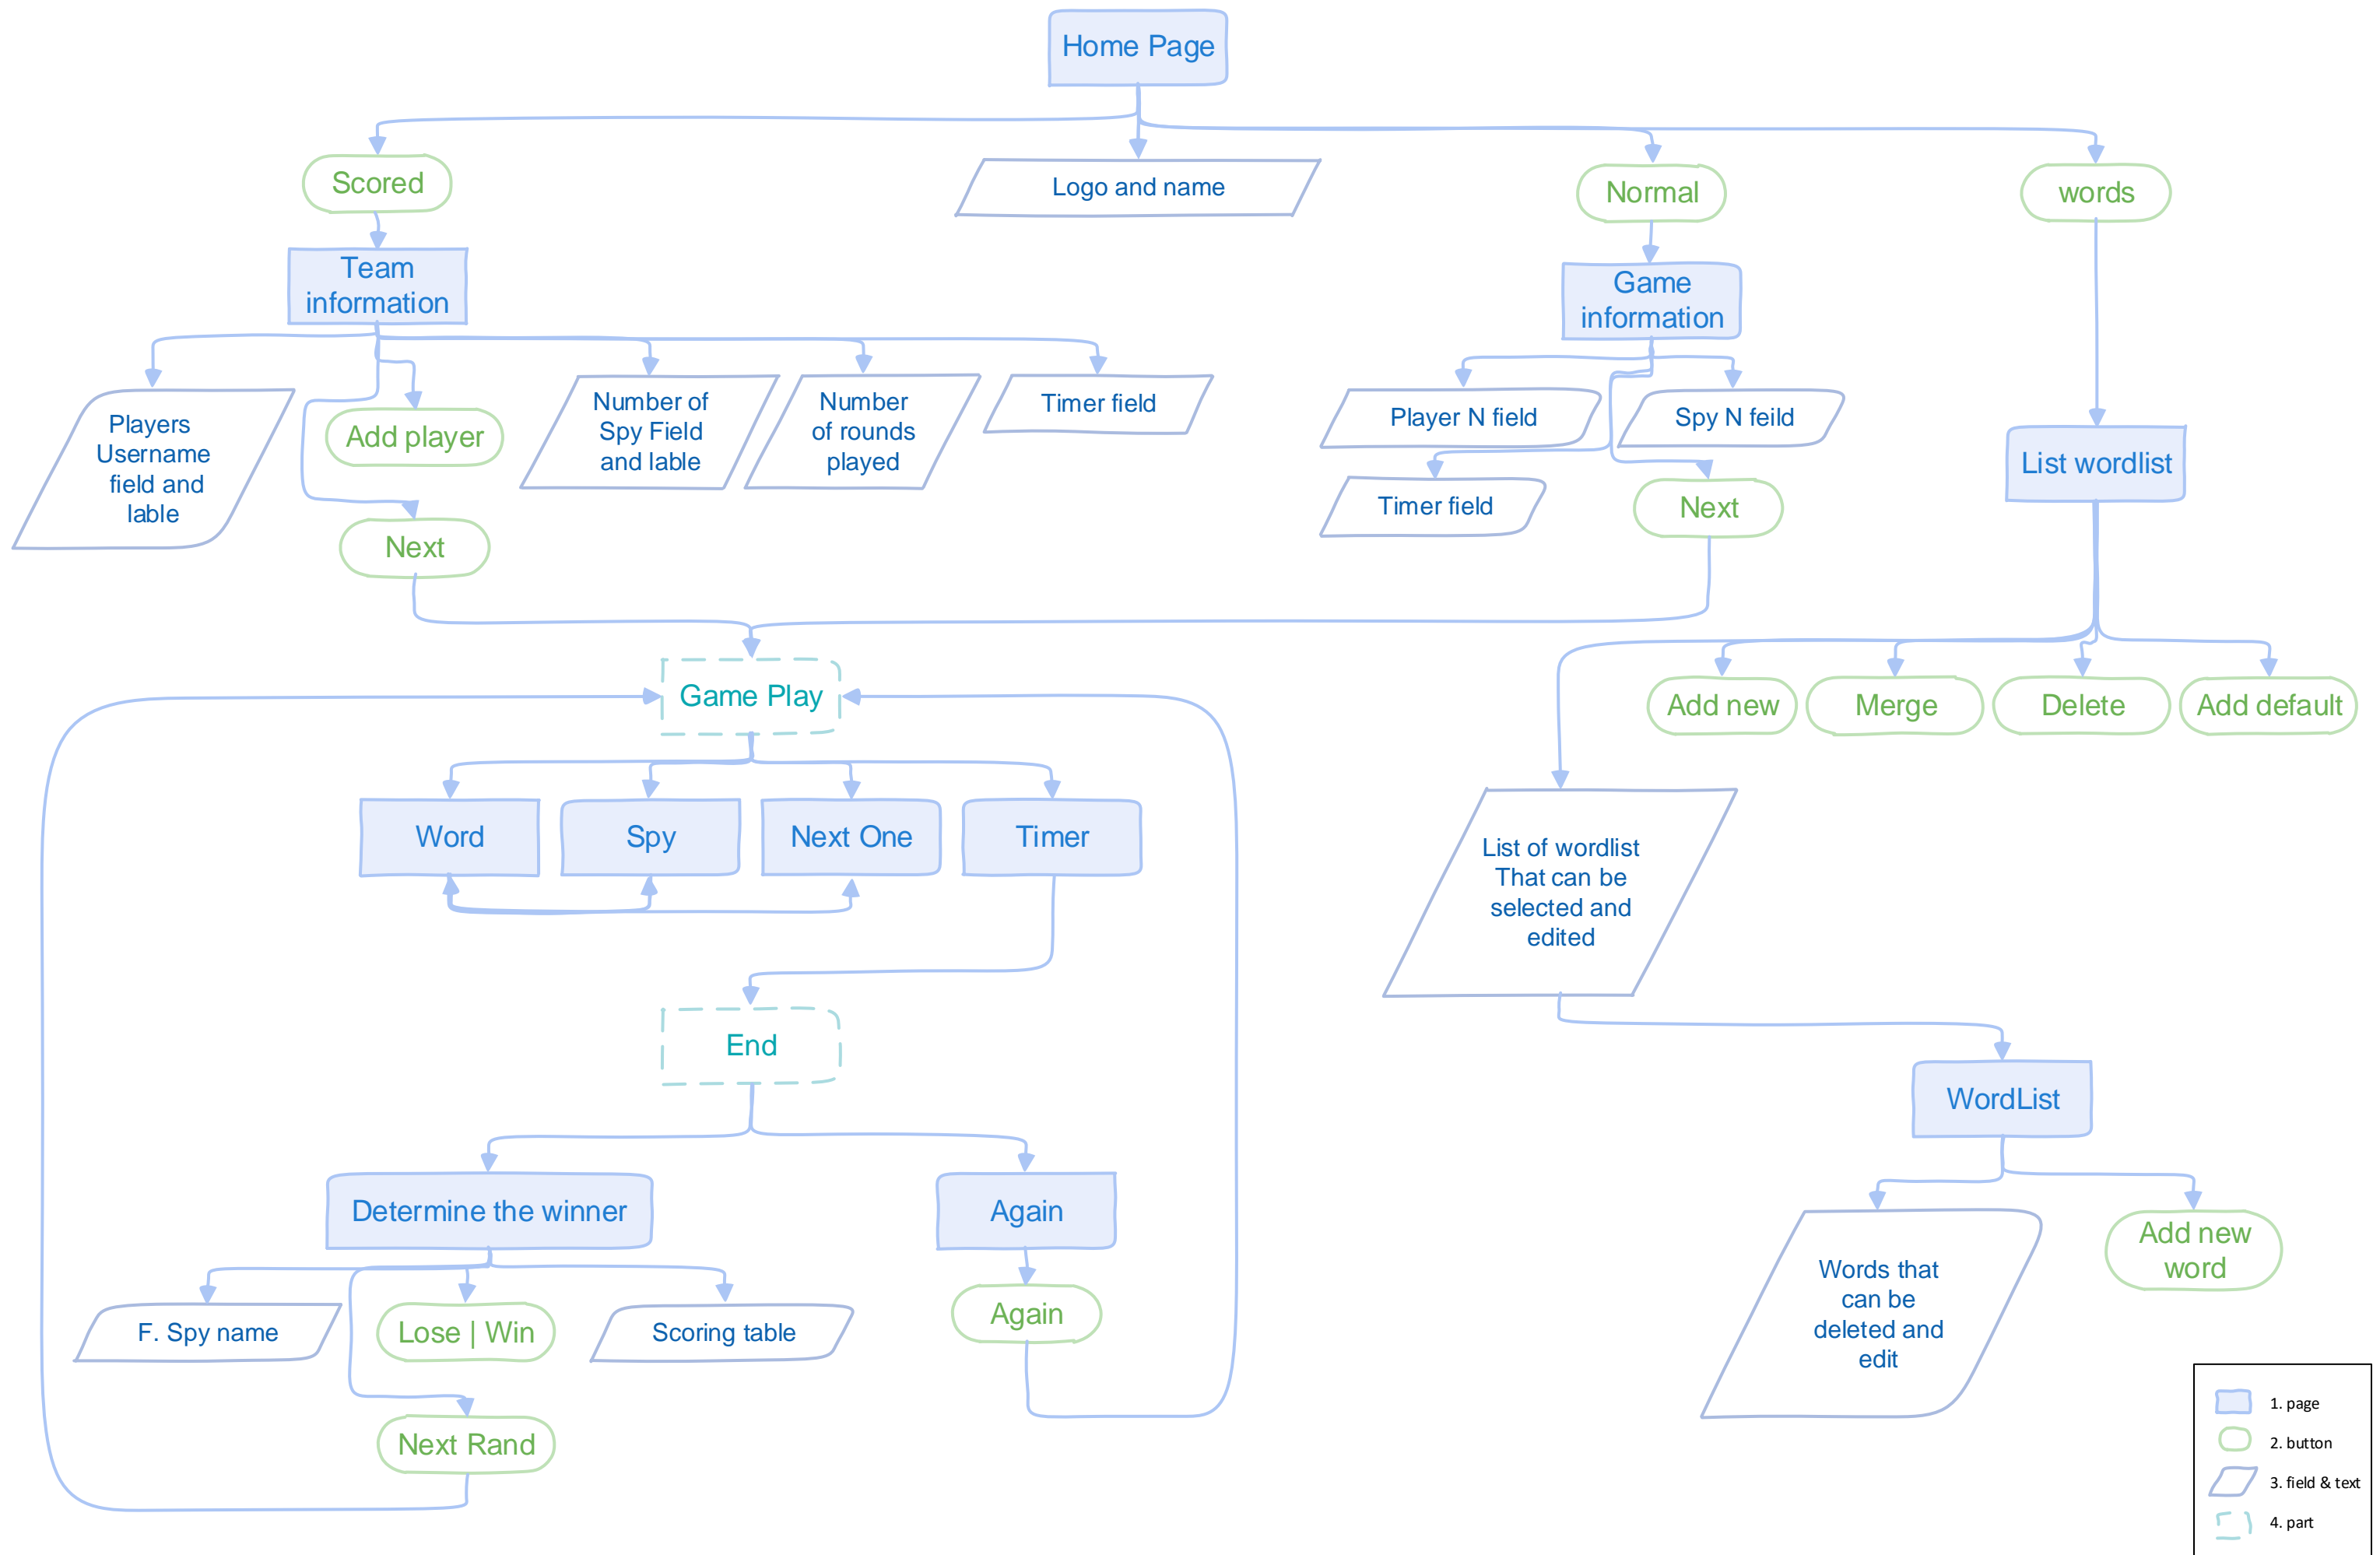 Home Page
Scored
Logo and name
Normal
words
Team
information
Game
information
Players
Username
field and
lable
Add player
Number of
Spy Field
and lable
Number
of rounds
played
Timer field
Player N field
Spy N feild
List wordlist
Timer field
Next
Next
Game Play
Add new
Merge
Delete
Add default
Word
Spy
Next One
Timer
List of wordlist
That can be
selected and
edited
End
WordList
Determine the winner
Again
Words that
can be
deleted and
edit
Add new
word
F. Spy name
Lose | Win
Scoring table
Again
Next Rand
1. page
2. button
3. field & text
4. part